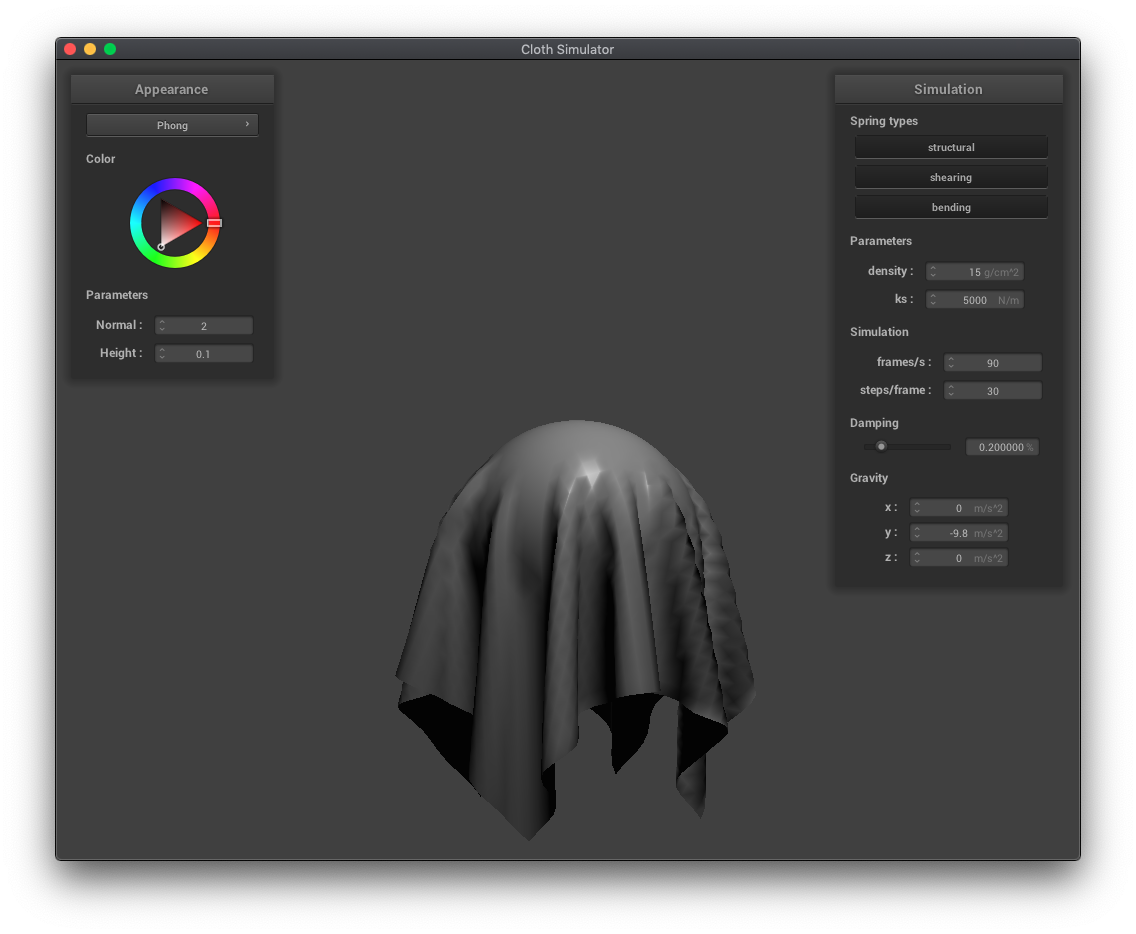 Cloth Simulator
Appearance
Phong ›
Color
Parameters
Normal : 2
Height : 0.1
Simulation
Spring types
structural
shearing
bending
Parameters
density : 15 g/cm^2
ks : 5000 N/m
Simulation
frames/s : 90
steps/frame : 30
Damping
0.200000 %
Gravity
x : 0 m/s^2
y : -9.8 m/s^2
z : 0 m/s^2